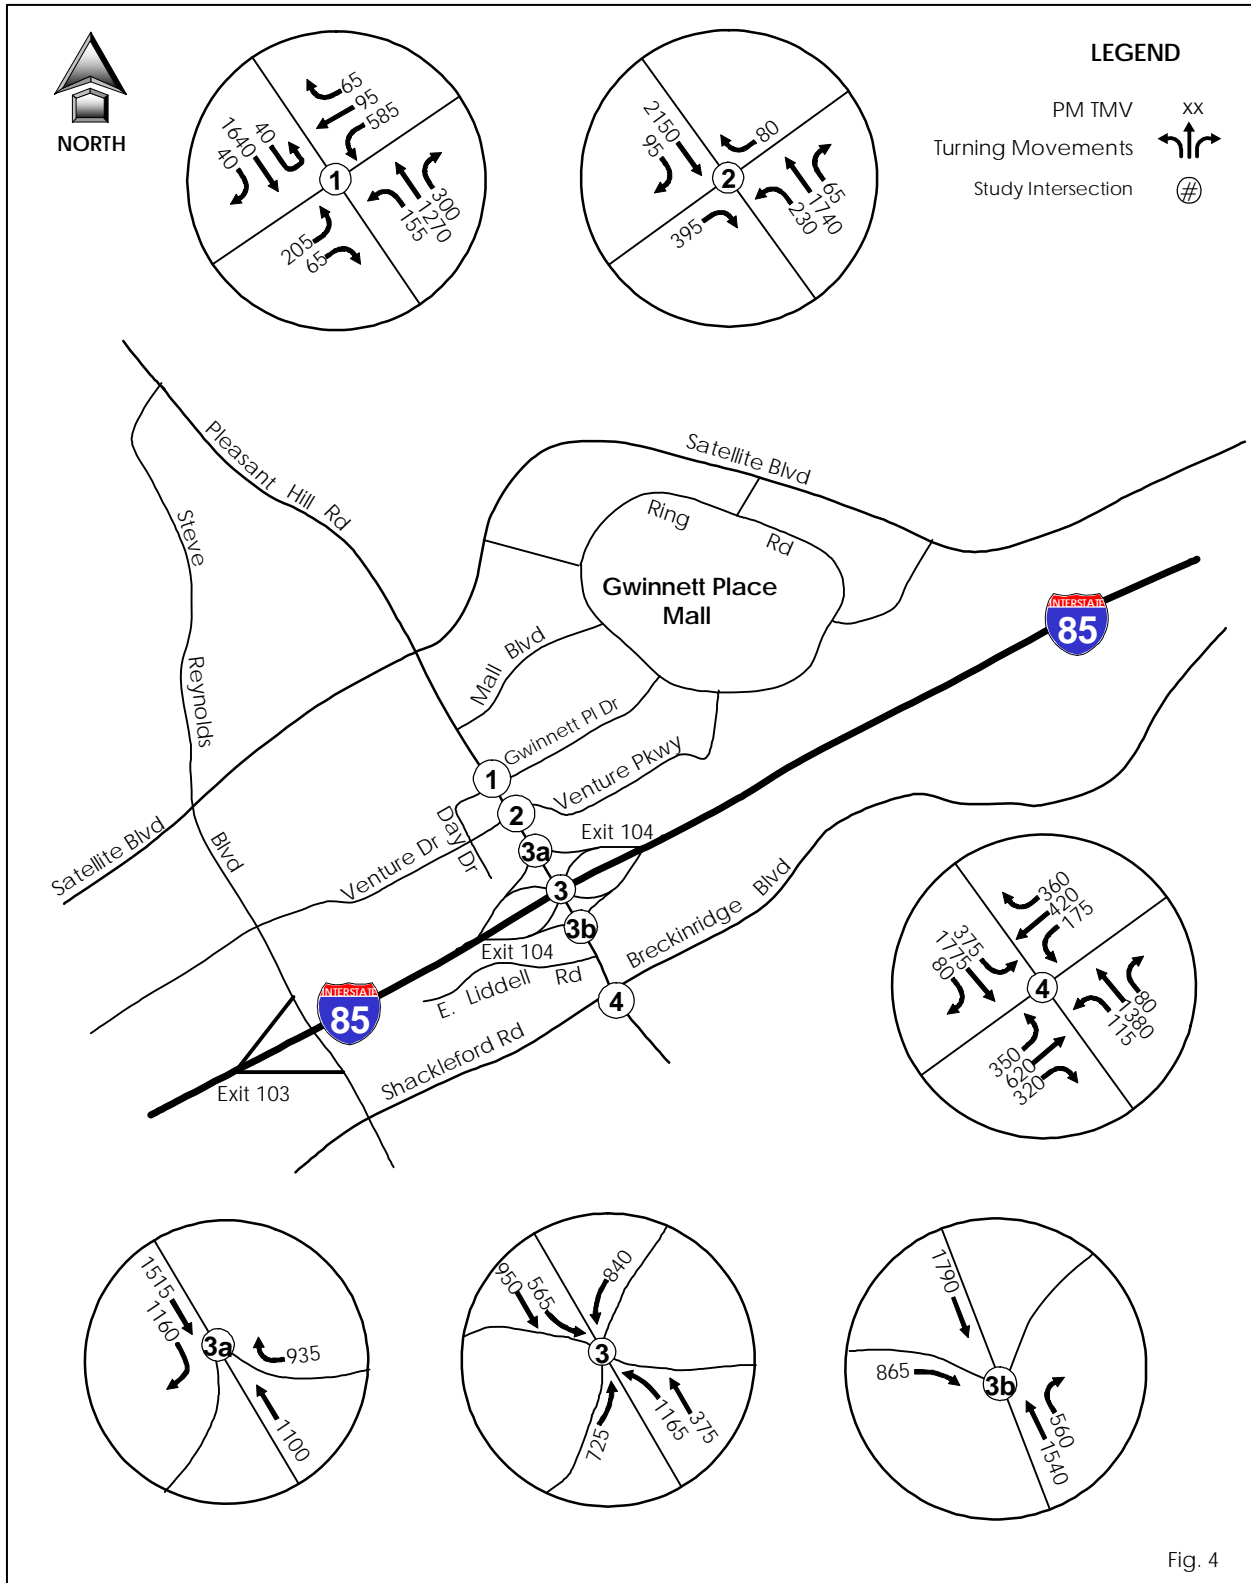 NORTH
LEGEND
PM TMV XX
Turning Movements
Study Intersection #
65
95
585
40
1640
40
1
300
1270
155
205
65
2150
95
80
2
65
1740
230
395
Pleasant Hill Rd
Steve Reynolds Blvd
Satellite Blvd
Ring Rd
Gwinnett Place
Mall
INTERSTATE
85
Mall Blvd
Gwinnett Pl Dr
1
Venture Pkwy
2
Day Dr
Exit 104
3a
Venture Dr
Satellite Blvd
3
3b
Exit 104
Breckinridge Blvd
E. Liddell Rd
4
INTERSTATE
85
Shackleford Rd
Exit 103
360
420
175
375
1775
80
4
80
1380
115
350
620
320
1515
1160
3a
935
1100
950
565
840
3
725
1165
375
1790
865
3b
560
1540
Fig. 4